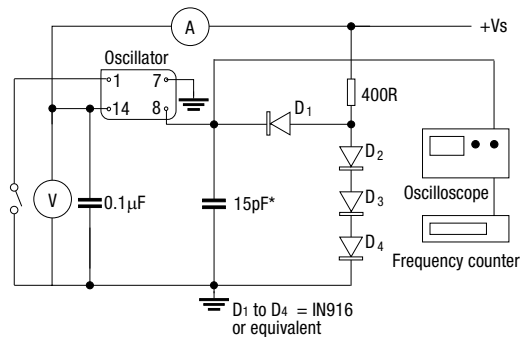 A
+Vs
Oscillator
1
7
14
8
400R
D1
D2
D3
D4
V
0.1µF
15pF*
Oscilloscope
Frequency counter
D1 to D4 = IN916
or equivalent